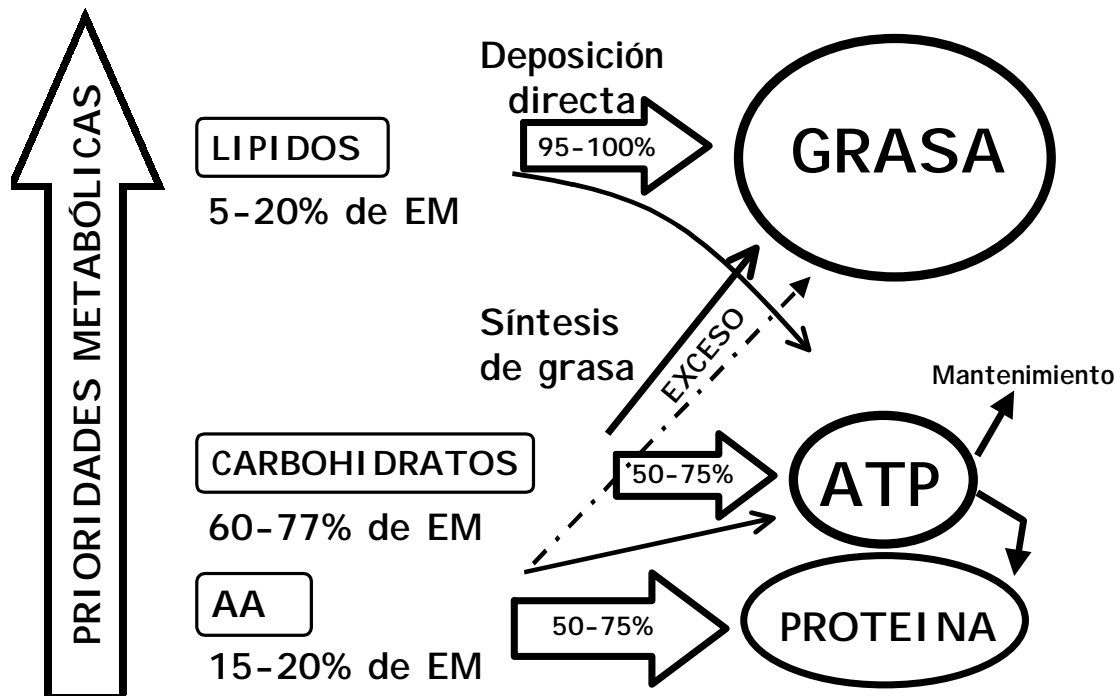 PRIORIDADES METABÓLICAS
Deposición
directa
LIPIDOS
95-100%
GRASA
5-20% de EM
Síntesis
de grasa
EXCESO
Mantenimiento
CARBOHIDRATOS
50-75%
ATP
60-77% de EM
AA
50-75%
PROTEINA
15-20% de EM